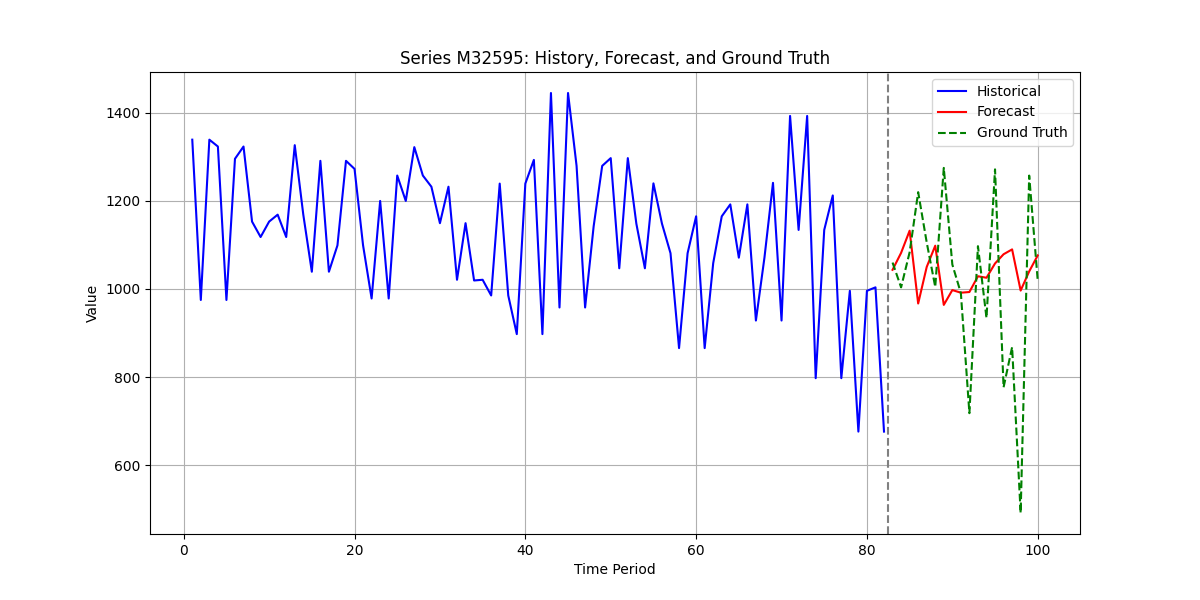 Series M32595: History, Forecast, and Ground Truth
Historical
Forecast
Ground Truth
Value
1400
1200
1000
800
600
0 20 40 60 80 100
Time Period